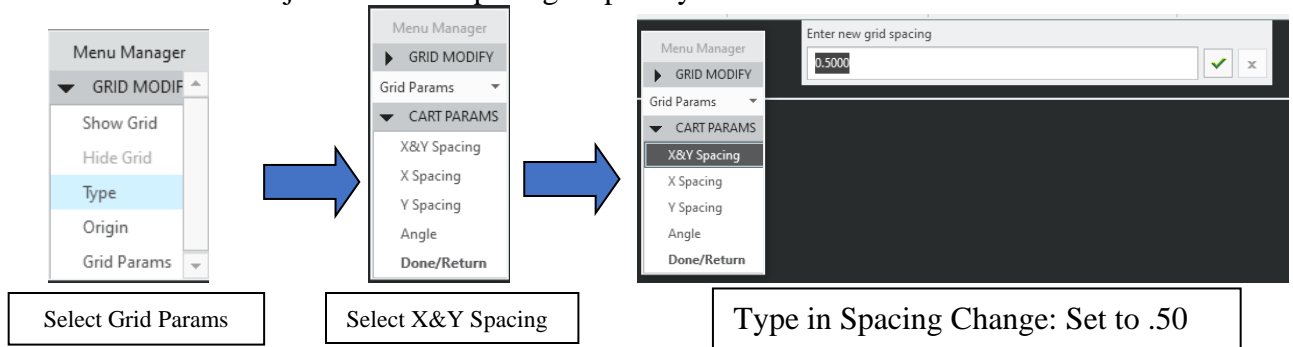 Menu Manager
GRID MODIF
Show Grid
Hide Grid
Type
Origin
Grid Params
Select Grid Params
Menu Manager
GRID MODIFY
Grid Params
CART PARAMS
X&Y Spacing
X Spacing
Y Spacing
Angle
Done/Return
Select X&Y Spacing
Menu Manager
GRID MODIFY
Grid Params
CART PARAMS
X&Y Spacing
X Spacing
Y Spacing
Angle
Done/Return
Enter new grid spacing
0.5000
Type in Spacing Change: Set to .50